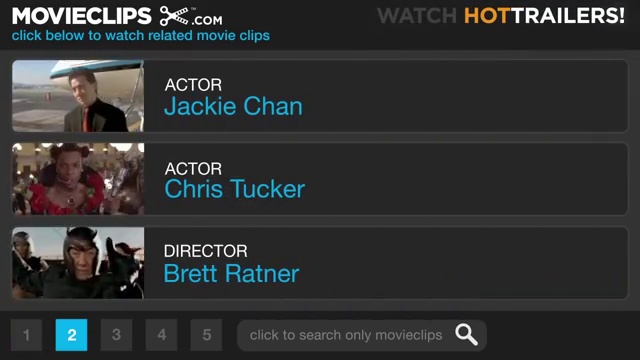 MOVIECLIPS .COM
WATCH HOTTRAILERS!
click below to watch related movie clips
ACTOR
Jackie Chan
ACTOR
Chris Tucker
DIRECTOR
Brett Ratner
1 2 3 4 5 click to search only movieclips